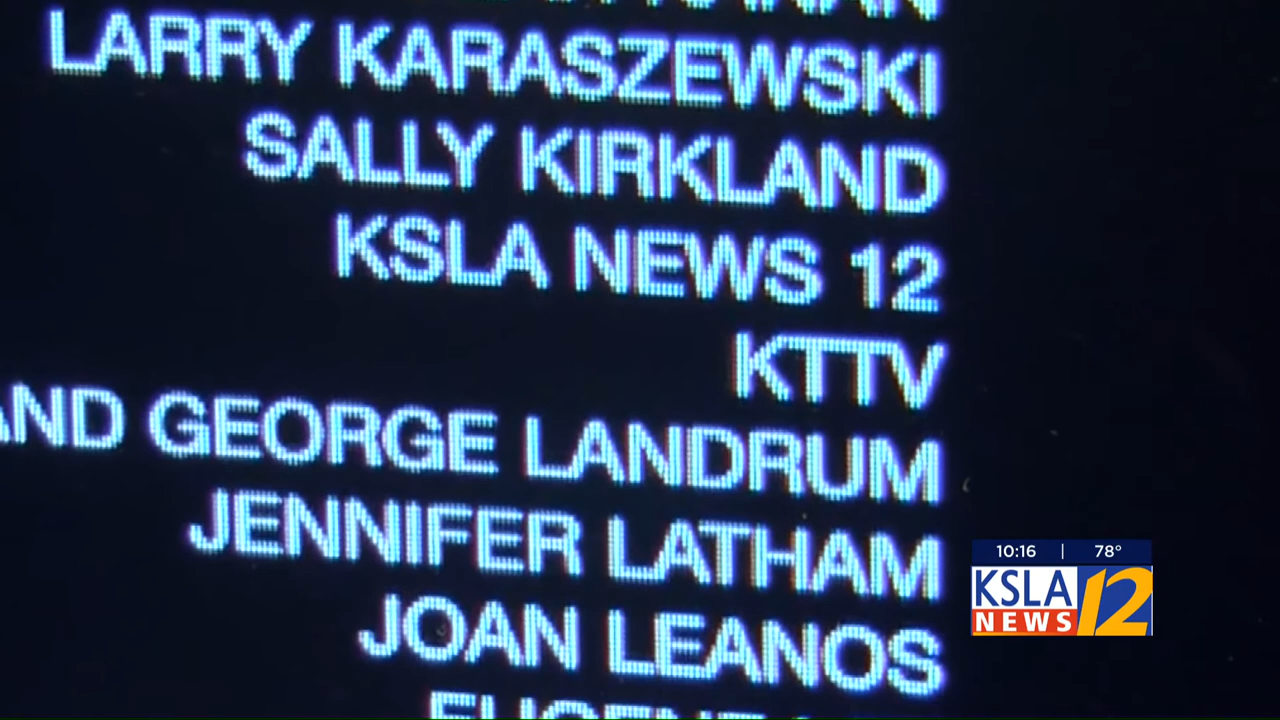 LARRY KARASZEWSKI
SALLY KIRKLAND
KSLA NEWS 12
KTTV
AND GEORGE LANDRUM
JENNIFER LATHAM
JOAN LEANOS
10:16 | 78°
KSLA 12
NEWS